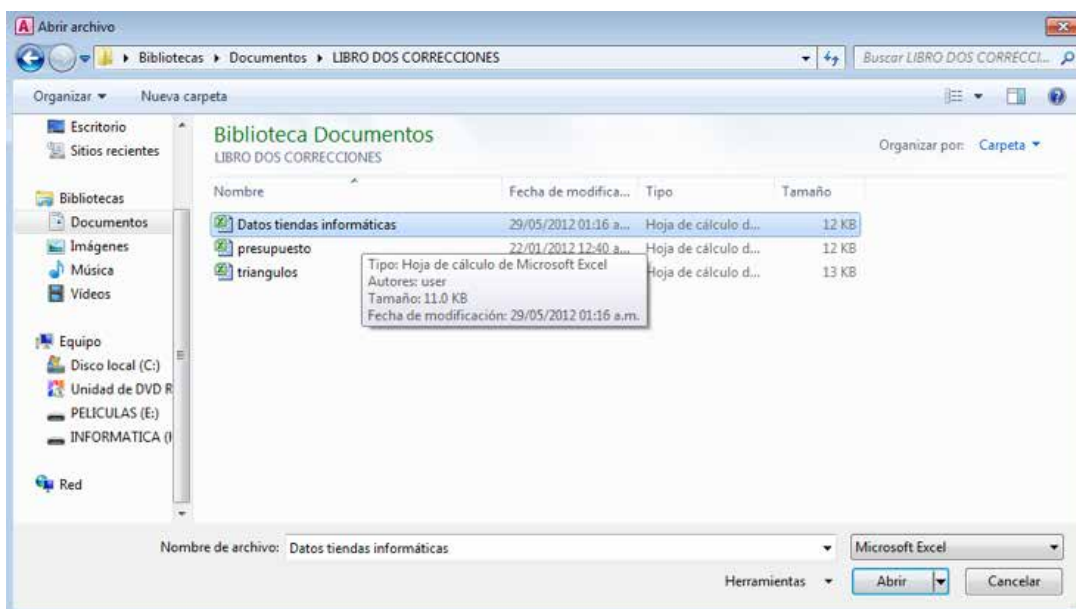 A Abrir archivo
Bibliotecas ▸ Documentos ▸ LIBRO DOS CORRECCIONES
Buscar LIBRO DOS CORRECCI...
Organizar Nueva carpeta
Escritorio
Sitios recientes
Bibliotecas
Documentos
Imágenes
Música
Vídeos
Equipo
Disco local (C:)
Unidad de DVD R
PELICULAS (E:)
INFORMATICA (
Red
Biblioteca Documentos
LIBRO DOS CORRECCIONES
Organizar por: Carpeta
Nombre Fecha de modifica... Tipo Tamaño
Datos tiendas informáticas 29/05/2012 01:16 a... Hoja de cálculo d... 12 KB
presupuesto 22/01/2012 12:40 a... Hoja de cálculo d... 12 KB
triangulos Hoja de cálculo d... 13 KB
Tipo: Hoja de cálculo de Microsoft Excel
Autores: user
Tamaño: 11.0 KB
Fecha de modificación: 29/05/2012 01:16 a.m.
Nombre de archivo: Datos tiendas informáticas Microsoft Excel
Herramientas Abrir Cancelar